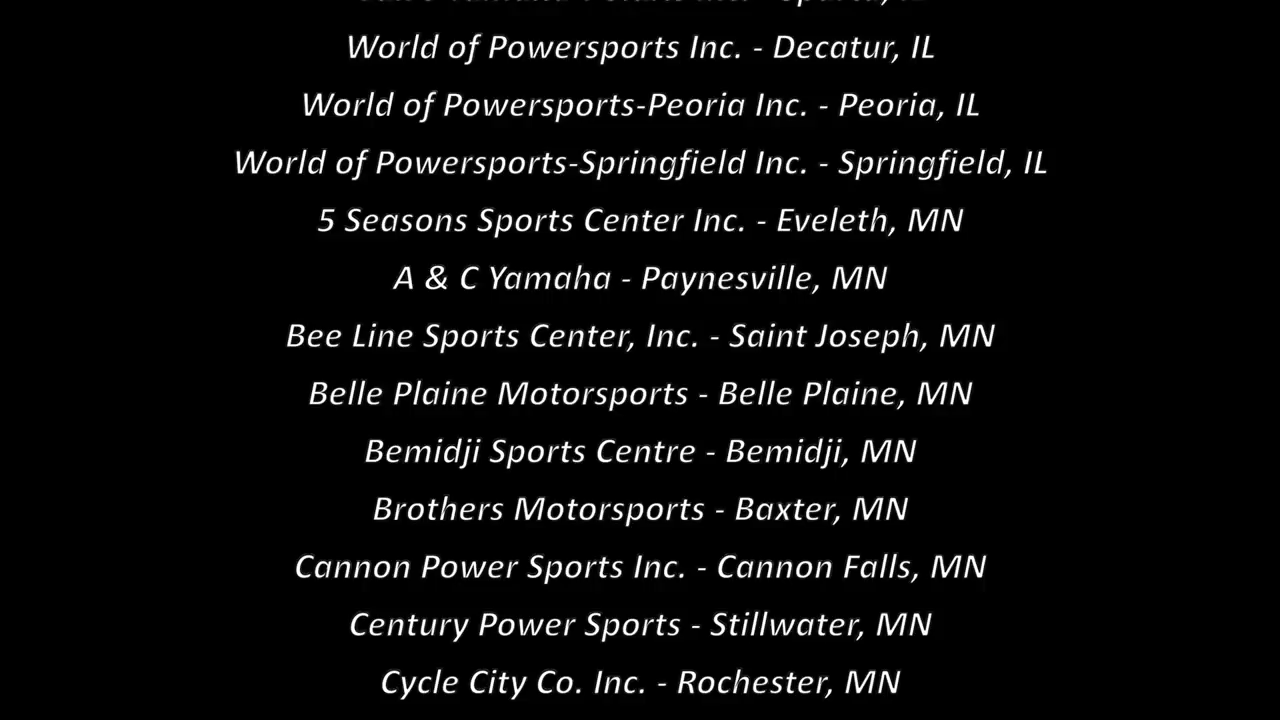 World of Powersports Inc. - Decatur, IL
World of Powersports-Peoria Inc. - Peoria, IL
World of Powersports-Springfield Inc. - Springfield, IL
5 Seasons Sports Center Inc. - Eveleth, MN
A & C Yamaha - Paynesville, MN
Bee Line Sports Center, Inc. - Saint Joseph, MN
Belle Plaine Motorsports - Belle Plaine, MN
Bemidji Sports Centre - Bemidji, MN
Brothers Motorsports - Baxter, MN
Cannon Power Sports Inc. - Cannon Falls, MN
Century Power Sports - Stillwater, MN
Cycle City Co. Inc. - Rochester, MN